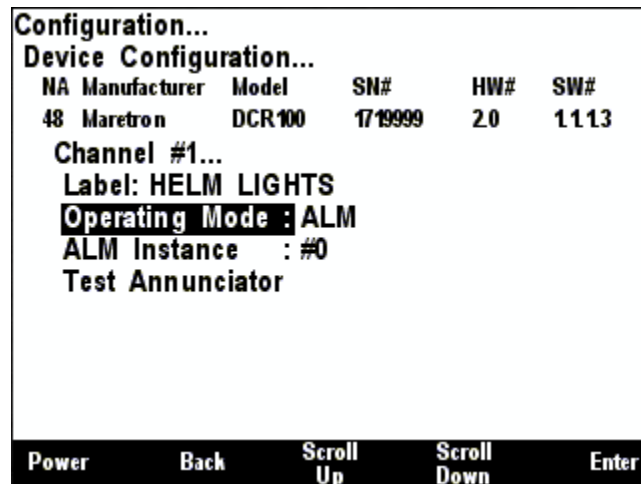 Configuration...
Device Configuration...
NA Manufacturer Model SN# HW# SW#
48 Maretron DCR100 1719999 2.0 1.1.1.3
Channel #1...
Label: HELM LIGHTS
Operating Mode : ALM
ALM Instance : #0
Test Annunciator
Power Back Scroll Up Scroll Down Enter